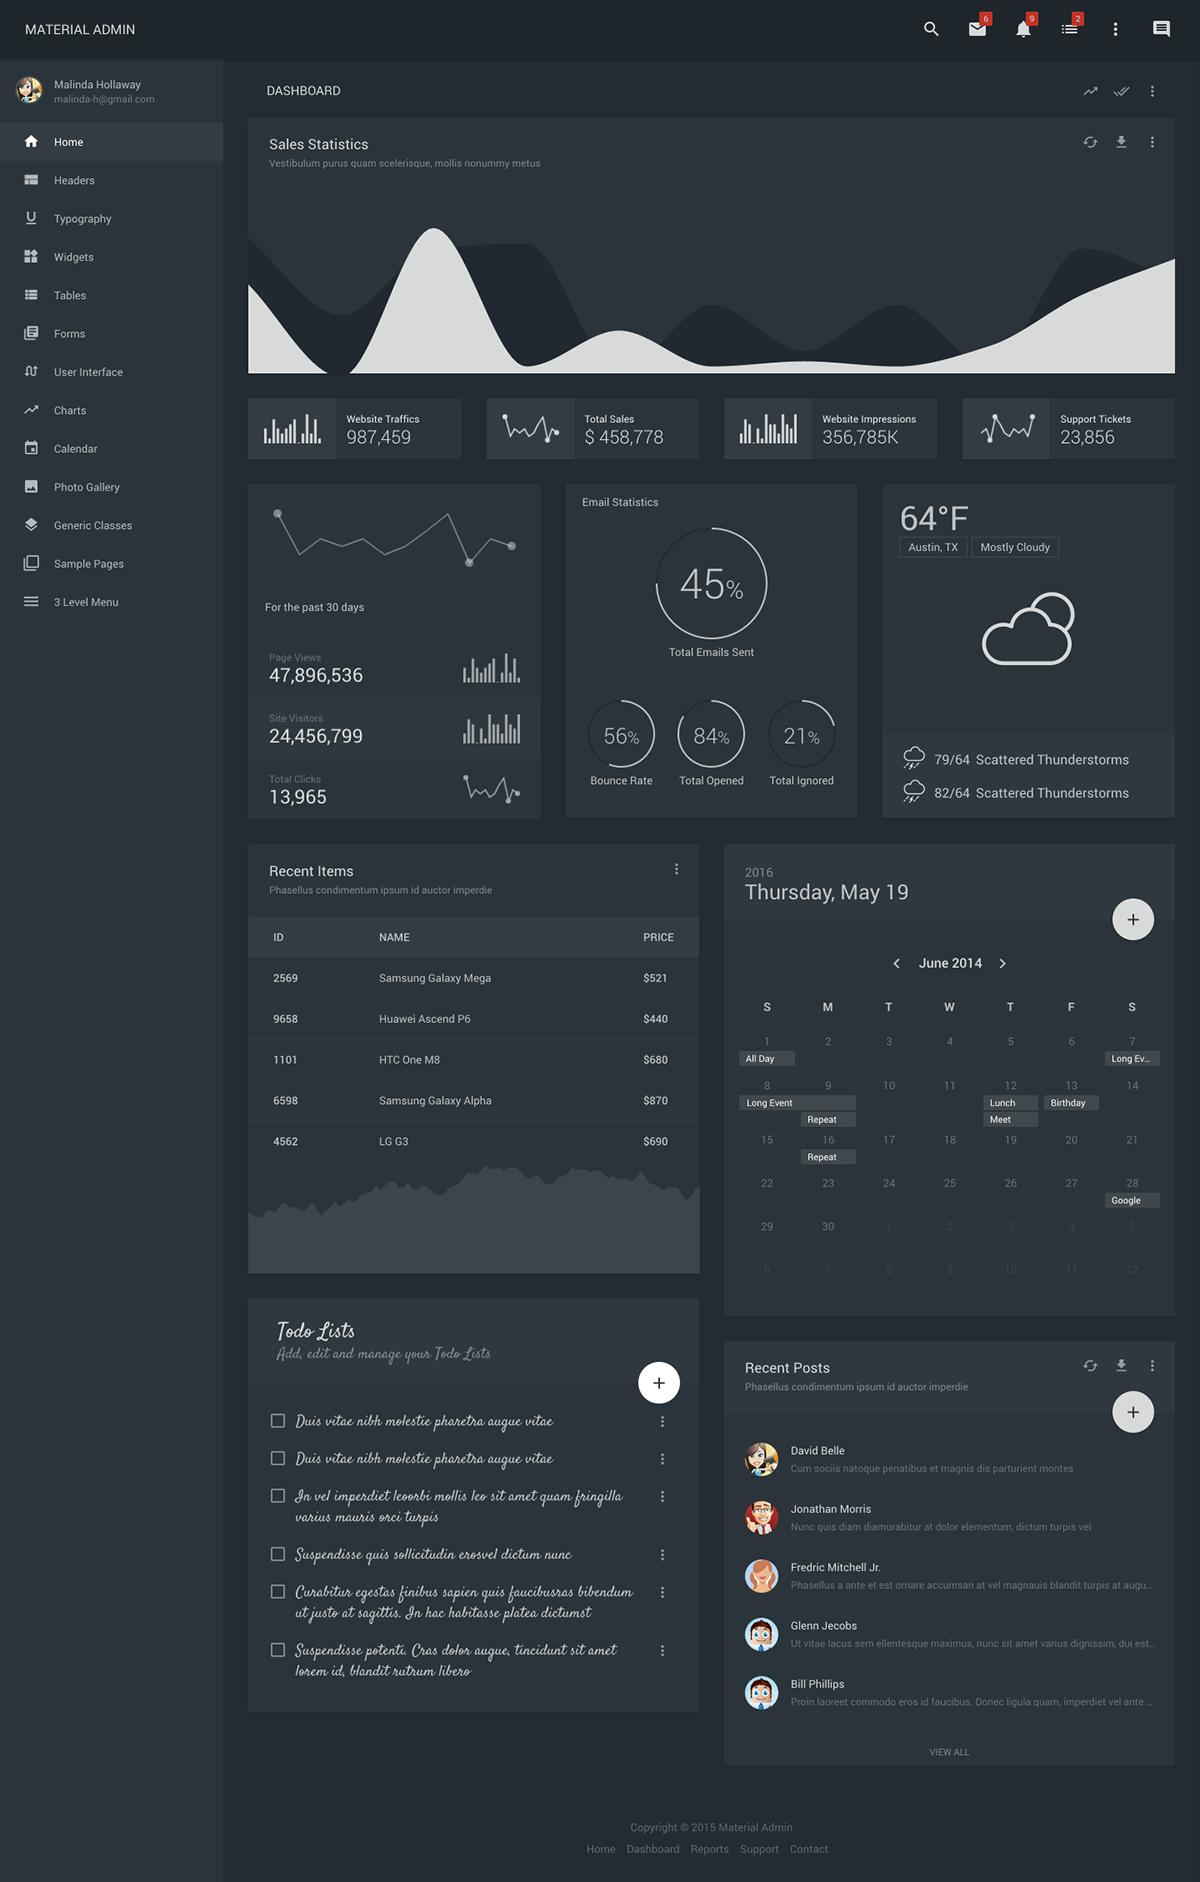 MATERIAL ADMIN
6
9
2
Malinda Hollaway
malinda-h@gmail.com
Home
Headers
Typography
Widgets
Tables
Forms
User Interface
Charts
Calendar
Photo Gallery
Generic Classes
Sample Pages
3 Level Menu
DASHBOARD
Sales Statistics
Vestibulum purus quam scelerisque, mollis nonummy metus
Website Traffics
987,459
Total Sales
$ 458,778
Website Impressions
356,785K
Support Tickets
23,856
For the past 30 days
Page Views
47,896,536
Site Visitors
24,456,799
Total Clicks
13,965
Email Statistics
45%
Total Emails Sent
56%
Bounce Rate
84%
Total Opened
21%
Total Ignored
64°F
Austin, TX
Mostly Cloudy
79/64 Scattered Thunderstorms
82/64 Scattered Thunderstorms
Recent Items
Phasellus condimentum ipsum id auctor imperdie
ID NAME PRICE
2569 Samsung Galaxy Mega $521
9658 Huawei Ascend P6 $440
1101 HTC One M8 $680
6598 Samsung Galaxy Alpha $870
4562 LG G3 $690
2016
Thursday, May 19
June 2014
S M T W T F S
1 2 3 4 5 6 7
All Day Long Ev...
8 9 10 11 12 13 14
Long Event Lunch Birthday
Repeat Meet
15 16 17 18 19 20 21
Repeat
22 23 24 25 26 27 28
Google
29 30 1 2 3 4 5
6 7 8 9 10 11 12
Todo Lists
Add, edit and manage your Todo Lists
Duis vitae nibh molestie pharetra augue vitae
Duis vitae nibh molestie pharetra augue vitae
In vel imperdiet leoorbi mollis leo sit amet quam fringilla
varius mauris orci turpis
Suspendisse quis sollicitudin erosvel dictum nunc
Curabitur egestas finibus sapien quis faucibusras bibendum
ut justo at sagittis. In hac habitasse platea dictumst
Suspendisse potenti. Cras dolor augue, tincidunt sit amet
lorem id, blandit rutrum libero
Recent Posts
Phasellus condimentum ipsum id auctor imperdie
David Belle
Cum sociis natoque penatibus et magnis dis parturient montes
Jonathan Morris
Nunc quis diam diamurabitur at dolor elementum, dictum turpis vel
Fredric Mitchell Jr.
Phasellus a ante et est ornare accumsan at vel magnauis blandit turpis at augu...
Glenn Jecobs
Ut vitae lacus sem ellentesque maximus, nunc sit amet varius dignissim, dui est...
Bill Phillips
Proin laoreet commodo eros id faucibus. Donec ligula quam, imperdiet vel ante ...
VIEW ALL
Copyright © 2015 Material Admin
Home Dashboard Reports Support Contact